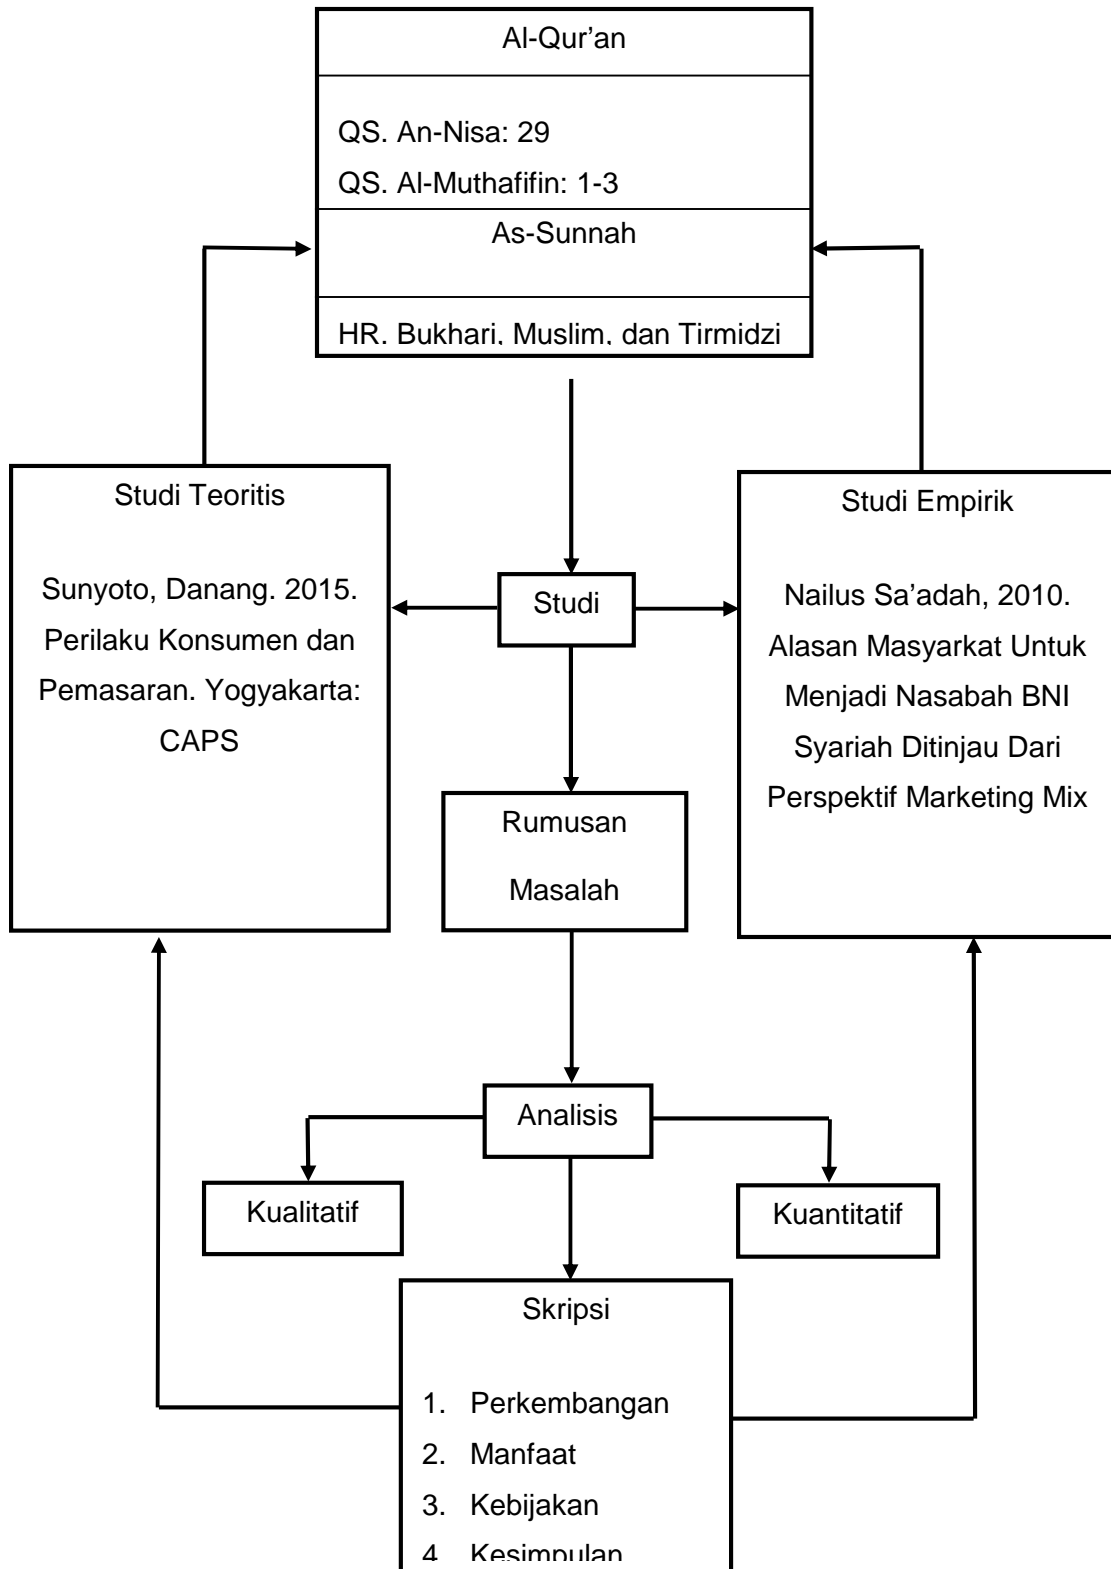 Al-Qur’an
QS. An-Nisa: 29
QS. Al-Muthafifin: 1-3
As-Sunnah
HR. Bukhari, Muslim, dan Tirmidzi
Studi Teoritis
Sunyoto, Danang. 2015.
Perilaku Konsumen dan
Pemasaran. Yogyakarta:
CAPS
Studi
Studi Empirik
Nailus Sa’adah, 2010.
Alasan Masyarkat Untuk
Menjadi Nasabah BNI
Syariah Ditinjau Dari
Perspektif Marketing Mix
Rumusan
Masalah
Analisis
Kualitatif
Kuantitatif
Skripsi
1. Perkembangan
2. Manfaat
3. Kebijakan
4. Kesimpulan